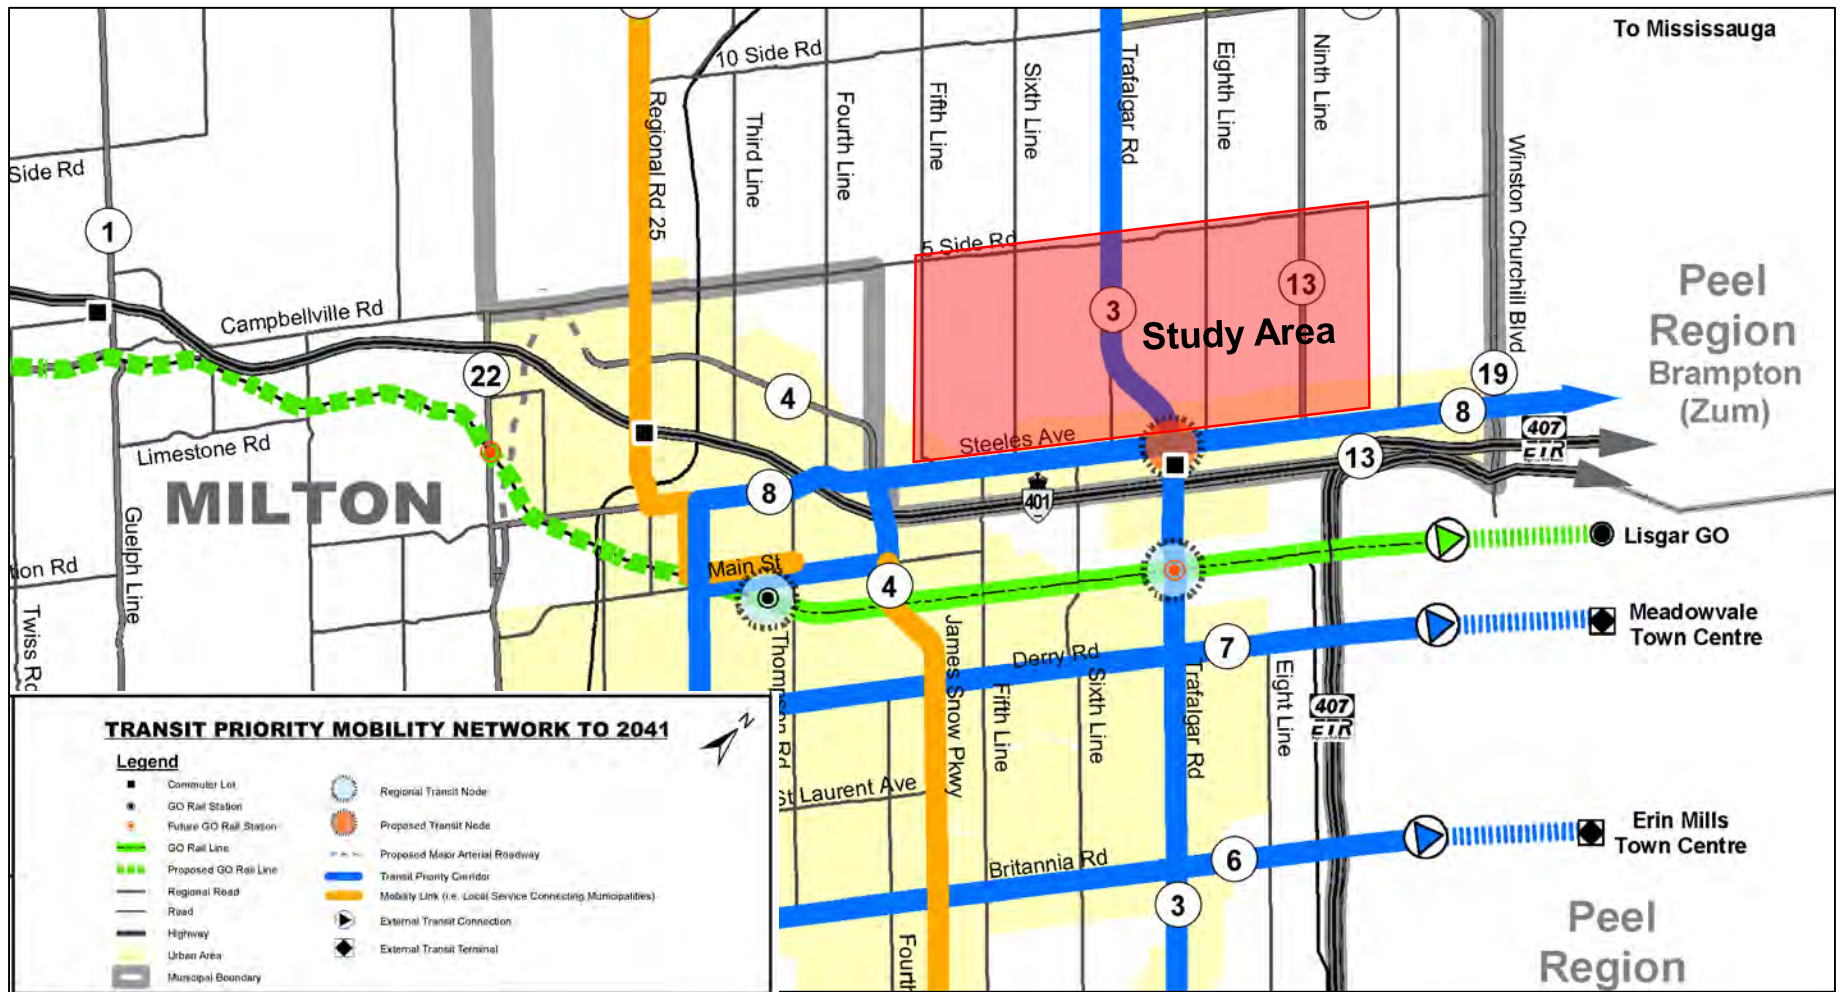 To Mississauga
10 Side Rd
Regional Rd 25
Third Line
Fourth Line
Fifth Line
Sixth Line
Trafalgar Rd
Eighth Line
Ninth Line
Winston Churchill Blvd
Side Rd
1
5 Side Rd
3
13
Study Area
Peel
Region
Brampton
(Zum)
Campbellville Rd
22
4
19
8
407
ETR
13
Limestone Rd
Steeles Ave
MILTON
8
401
Guelph Line
Lisgar GO
Main St
4
Twiss Rd
Thompson Rd
James Snow Pkwy
Derry Rd
7
Meadowvale
Town Centre
Fifth Line
Sixth Line
Trafalgar Rd
Eight Line
407
ETR
St Laurent Ave
Britannia Rd
6
3
Erin Mills
Town Centre
Fourth
Peel
Region
TRANSIT PRIORITY MOBILITY NETWORK TO 2041
N
Legend
Commuter Lot
GO Rail Station
Future GO Rail Station
GO Rail Line
Proposed GO Rail Line
Regional Road
Road
Highway
Urban Area
Municipal Boundary
Regional Transit Node
Proposed Transit Node
Proposed Major Arterial Roadway
Transit Priority Corridor
Mobility Link (i.e. Local Service Connecting Municipalities)
External Transit Connection
External Transit Terminal